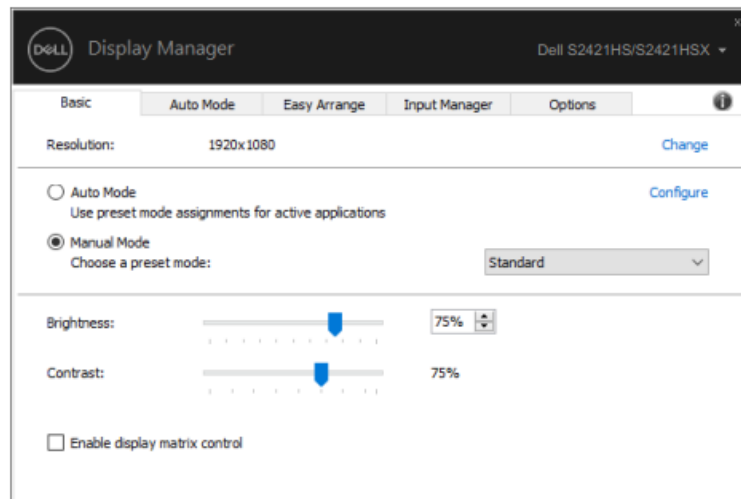 x
DELL Display Manager Dell S2421HS/S2421HSX
Basic Auto Mode Easy Arrange Input Manager Options i
Resolution: 1920x1080 Change
Auto Mode Configure
Use preset mode assignments for active applications
Manual Mode
Choose a preset mode: Standard
Brightness: 75%
Contrast: 75%
Enable display matrix control